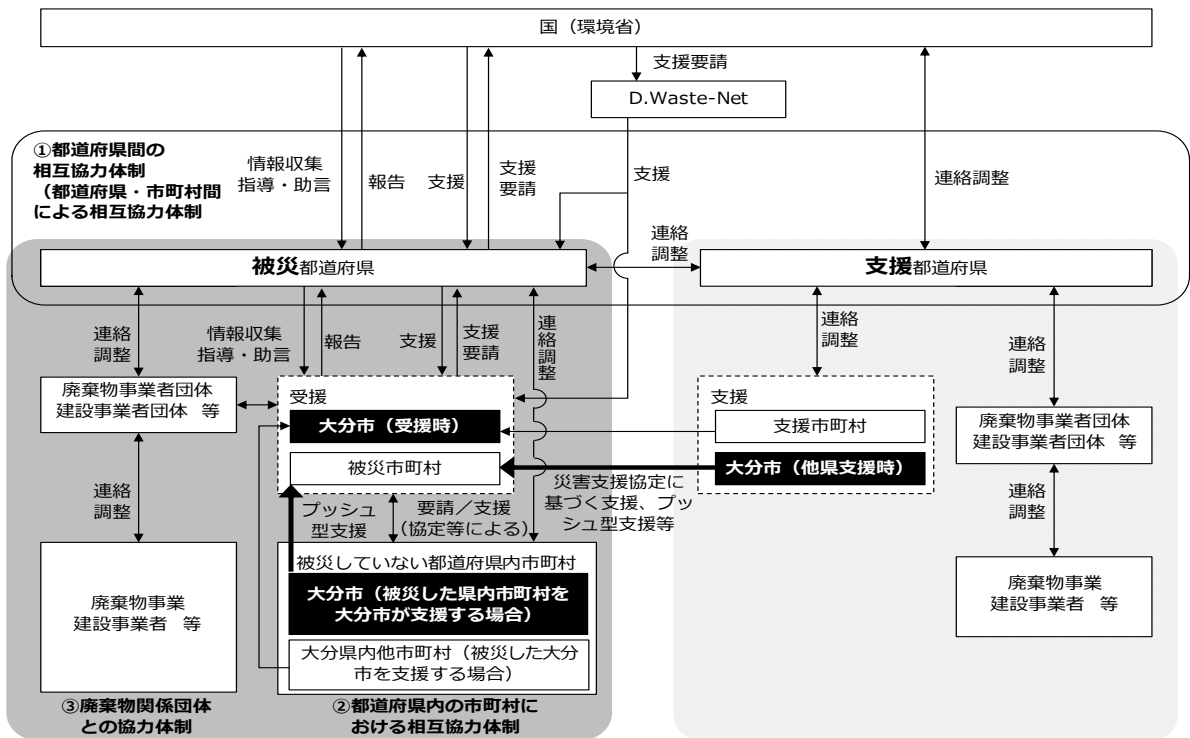 国（環境省）
支援要請
D.Waste-Net
①都道府県間の
相互協力体制
（都道府県・市町村間
による相互協力体制
情報収集
指導・助言
報告
支援
支援
要請
支援
連絡調整
連絡
調整
被災都道府県
支援都道府県
連絡
調整
情報収集
指導・助言
報告
支援
支援
要請
連絡調整
連絡
調整
連絡
調整
廃棄物事業者団体
建設事業者団体 等
受援
大分市（受援時）
被災市町村
支援
支援市町村
大分市（他県支援時）
廃棄物事業者団体
建設事業者団体 等
災害支援協定に
基づく支援、プッ
シュ型支援等
連絡
調整
プッシュ
型支援
要請／支援
（協定等による）
連絡
調整
廃棄物事業
建設事業者 等
被災していない都道府県内市町村
大分市（被災した県内市町村を
大分市が支援する場合）
大分県内他市町村（被災した大分
市を支援する場合）
廃棄物事業
建設事業者 等
③廃棄物関係団体
との協力体制
②都道府県内の市町村に
おける相互協力体制